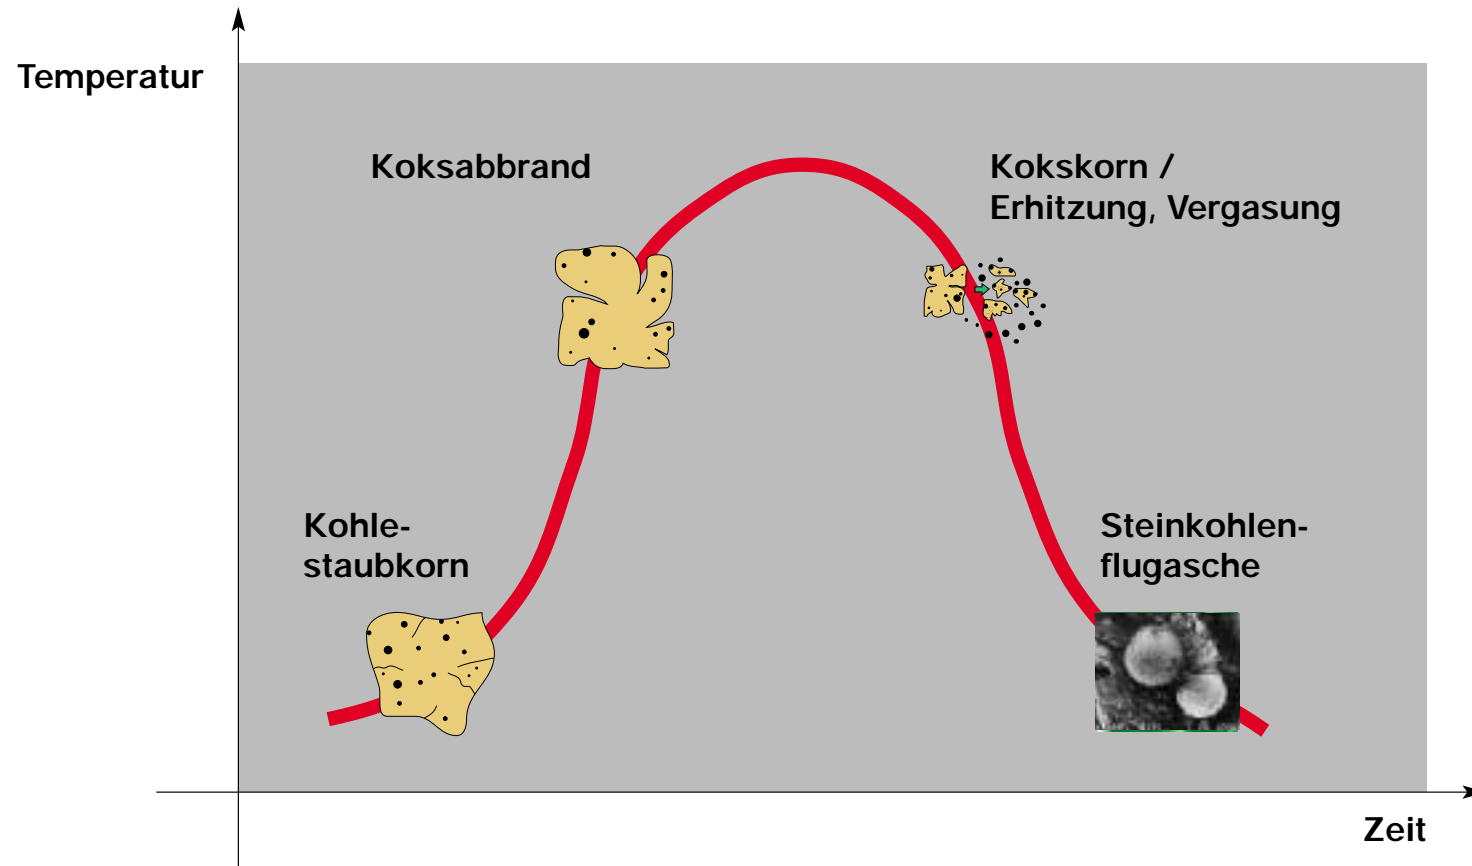 Temperatur
Koksabbrand
Kokskorn /
Erhitzung, Vergasung
Kohle-
staubkorn
Steinkohlen-
flugasche
Zeit